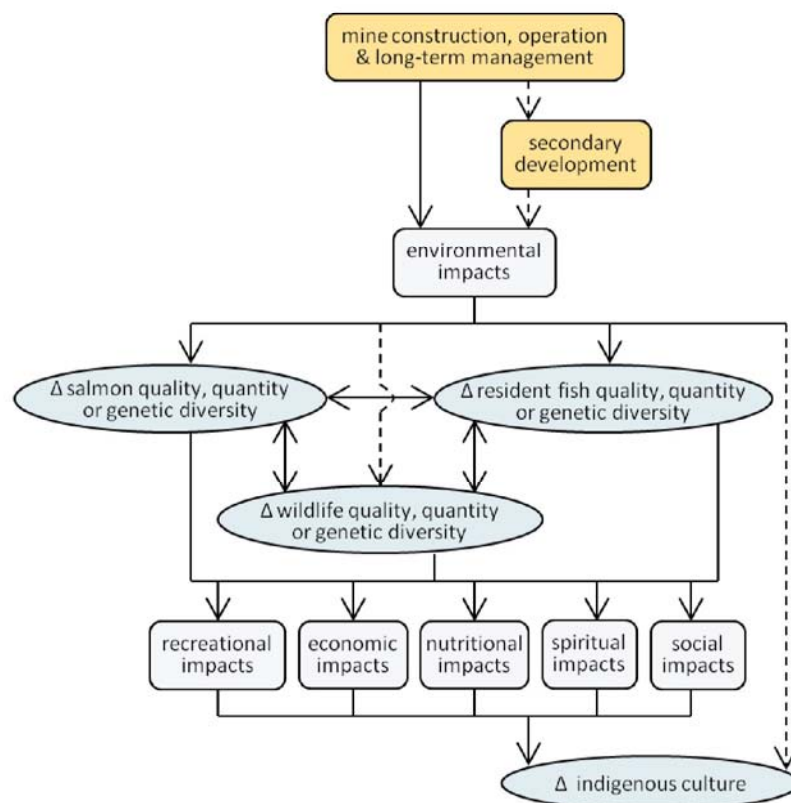 mine construction, operation
& long-term management
secondary
development
environmental
impacts
Δ salmon quality, quantity
or genetic diversity
Δ resident fish quality, quantity
or genetic diversity
Δ wildlife quality, quantity
or genetic diversity
recreational
impacts
economic
impacts
nutritional
impacts
spiritual
impacts
social
impacts
Δ indigenous culture